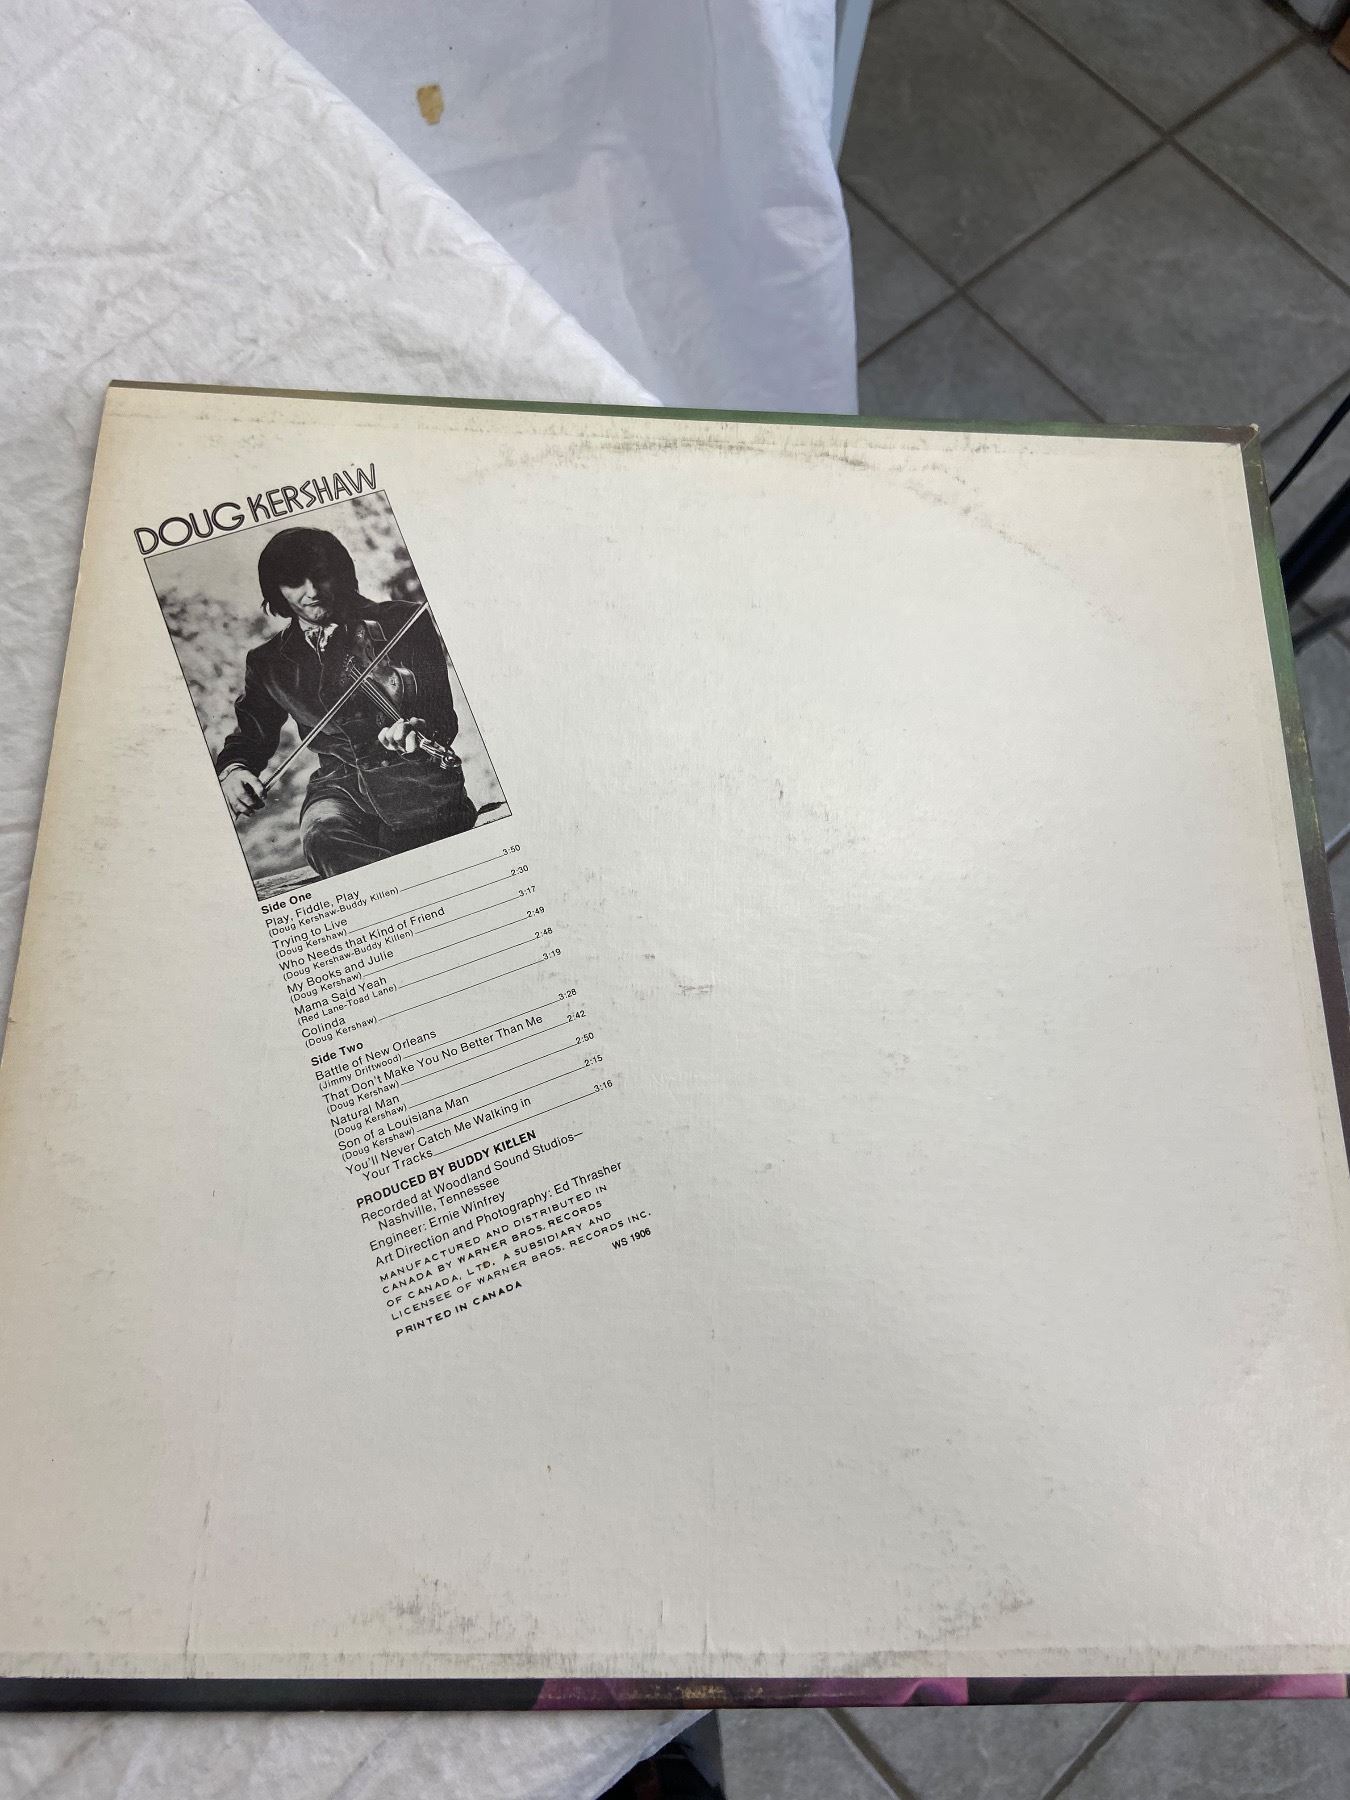 DOUG KERSHAW
Side One
Play, Fiddle, Play 3:50
(Doug Kershaw-Buddy Killen)
Trying to Live 2:30
(Doug Kershaw)
Who Needs that Kind of Friend 3:17
(Doug Kershaw-Buddy Killen)
My Books and Julie 2:49
(Doug Kershaw)
Mama Said Yeah 2:48
(Red Lane-Toad Lane)
Colinda 3:19
(Doug Kershaw)
Side Two
Battle of New Orleans 3:28
(Jimmy Driftwood)
That Don't Make You No Better Than Me 2:42
(Doug Kershaw)
Natural Man 2:50
(Doug Kershaw)
Son of a Louisiana Man 2:15
(Doug Kershaw)
You'll Never Catch Me Walking in
Your Tracks 3:16
PRODUCED BY BUDDY KILLEN
Recorded at Woodland Sound Studios—
Nashville, Tennessee
Engineer: Ernie Winfrey
Art Direction and Photography: Ed Thrasher
MANUFACTURED AND DISTRIBUTED IN
CANADA BY WARNER BROS. RECORDS
OF CANADA, LTD. A SUBSIDIARY AND
LICENSEE OF WARNER BROS. RECORDS INC.
WS 1906
PRINTED IN CANADA